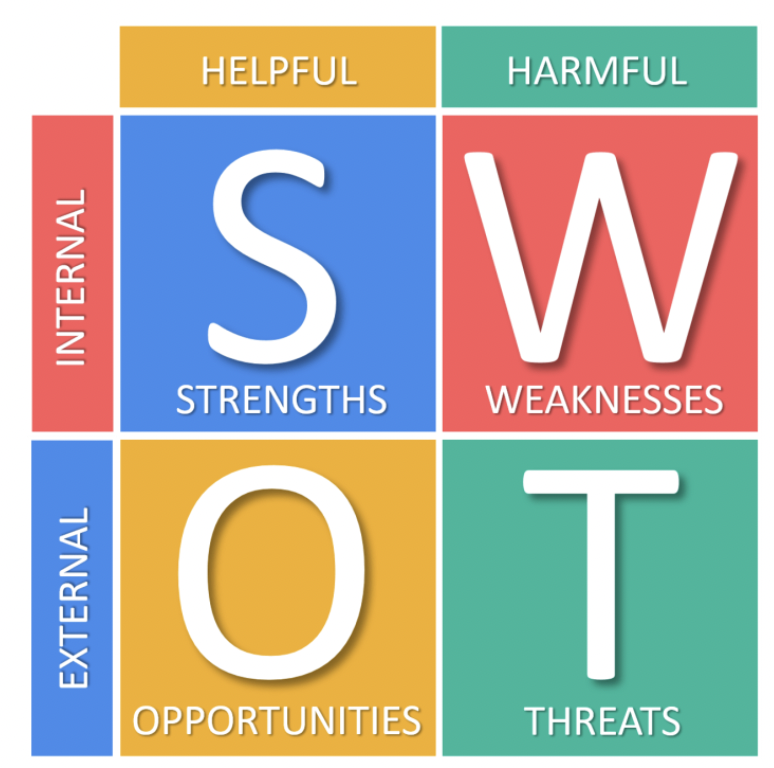 HELPFUL HARMFUL
INTERNAL
S W
STRENGTHS WEAKNESSES
EXTERNAL
O T
OPPORTUNITIES THREATS